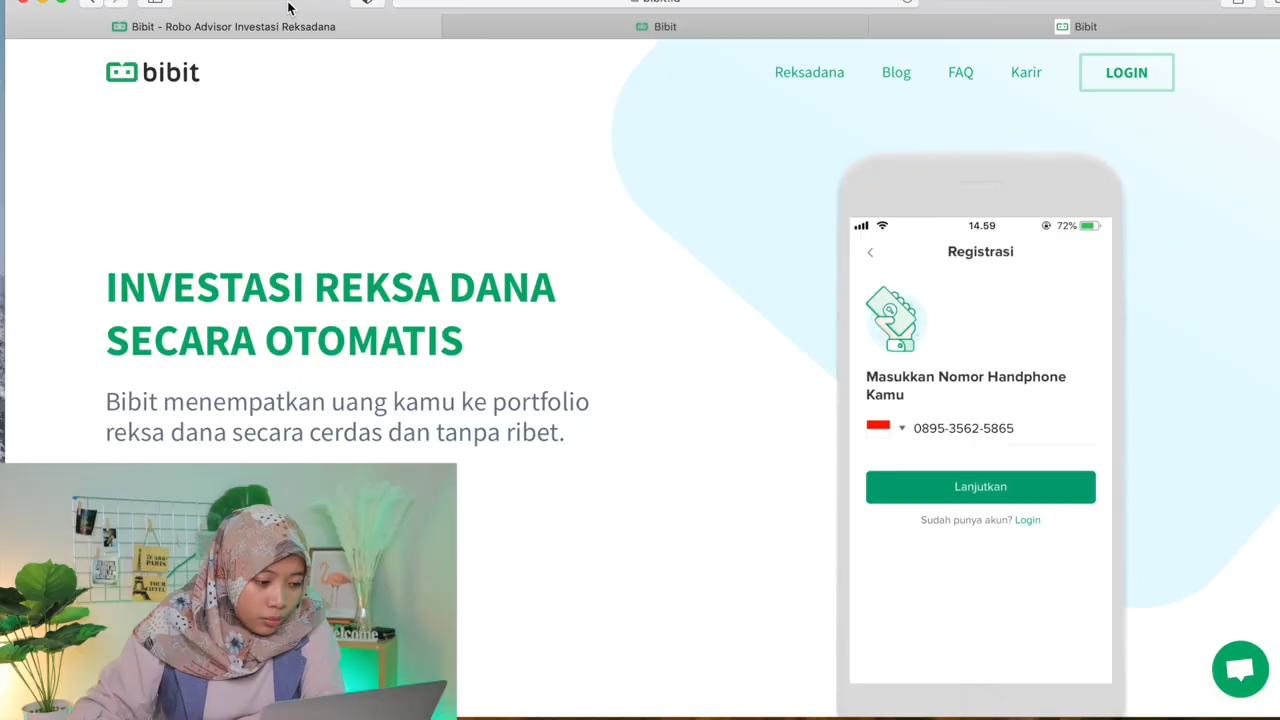 Bibit - Robo Advisor Investasi Reksadana
Bibit
Bibit
bibit
Reksadana
Blog
FAQ
Karir
LOGIN
INVESTASI REKSA DANA
SECARA OTOMATIS
Bibit menempatkan uang kamu ke portfolio
reksa dana secara cerdas dan tanpa ribet.
14.59
72%
Registrasi
Masukkan Nomor Handphone
Kamu
0895-3562-5865
Lanjutkan
Sudah punya akun? Login
PARIS
welcome